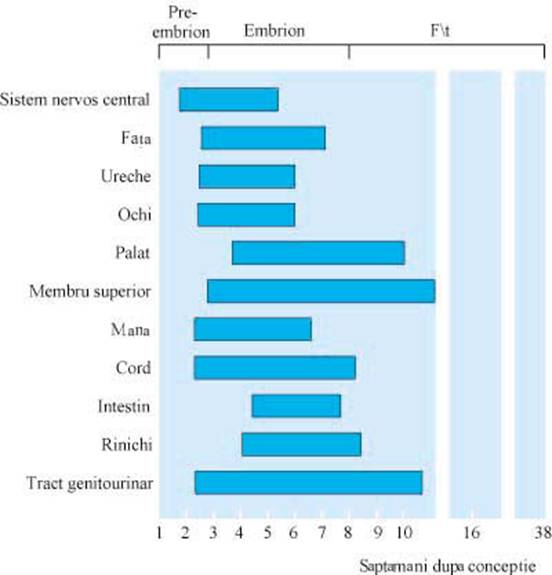 Pre-
embrion
Embrion
F\t
Sistem nervos central
Fata
Ureche
Ochi
Palat
Membru superior
Mana
Cord
Intestin
Rinichi
Tract genitourinar
1 2 3 4 5 6 7 8 9 10 16 38
Saptamani dupa conceptie